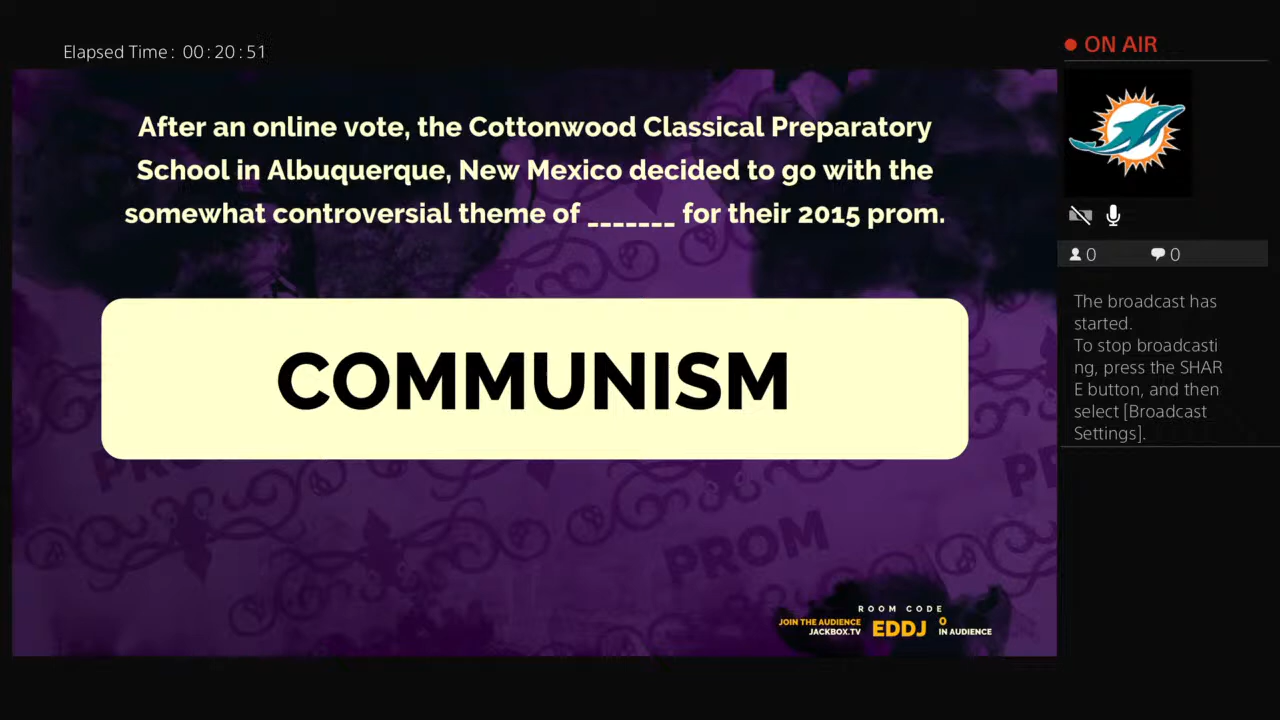 Elapsed Time: 00:20:51
ON AIR
After an online vote, the Cottonwood Classical Preparatory
School in Albuquerque, New Mexico decided to go with the
somewhat controversial theme of _______ for their 2015 prom.
COMMUNISM
0
0
The broadcast has
started.
To stop broadcasti
ng, press the SHAR
E button, and then
select [Broadcast
Settings].
PROM
ROOM CODE
JOIN THE AUDIENCE
JACKBOX.TV
EDDJ
0
IN AUDIENCE